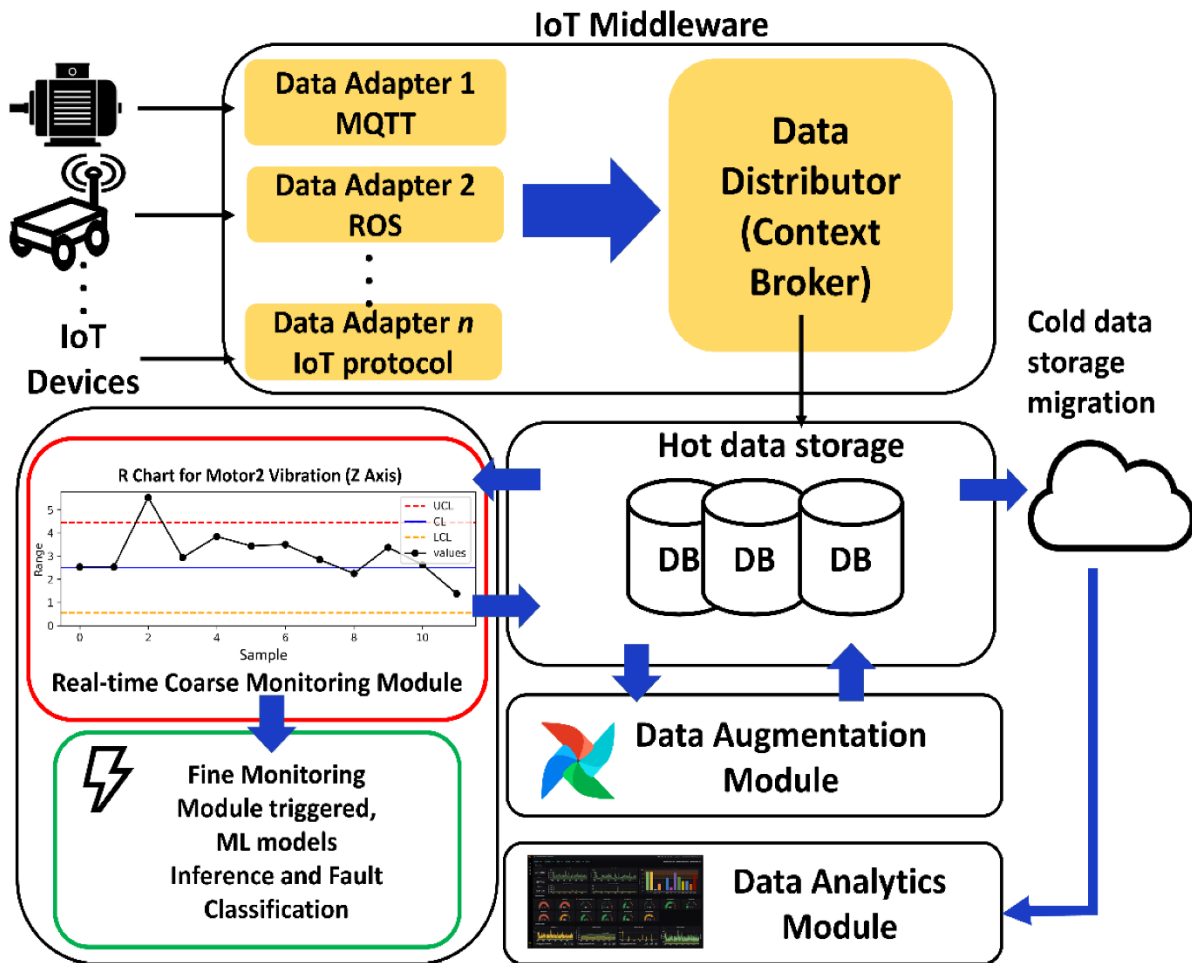 IoT Middleware
Data Adapter 1
MQTT
Data Adapter 2
ROS
Data Adapter n
IoT protocol
Data
Distributor
(Context
Broker)
IoT
Devices
Cold data
storage
migration
R Chart for Motor2 Vibration (Z Axis)
UCL
CL
LCL
values
Range
5
4
3
2
1
0
0
2
4
6
8
10
Sample
Real-time Coarse Monitoring Module
Fine Monitoring
Module triggered,
ML models
Inference and Fault
Classification
Hot data storage
DB
DB
DB
Data Augmentation
Module
Data Analytics
Module